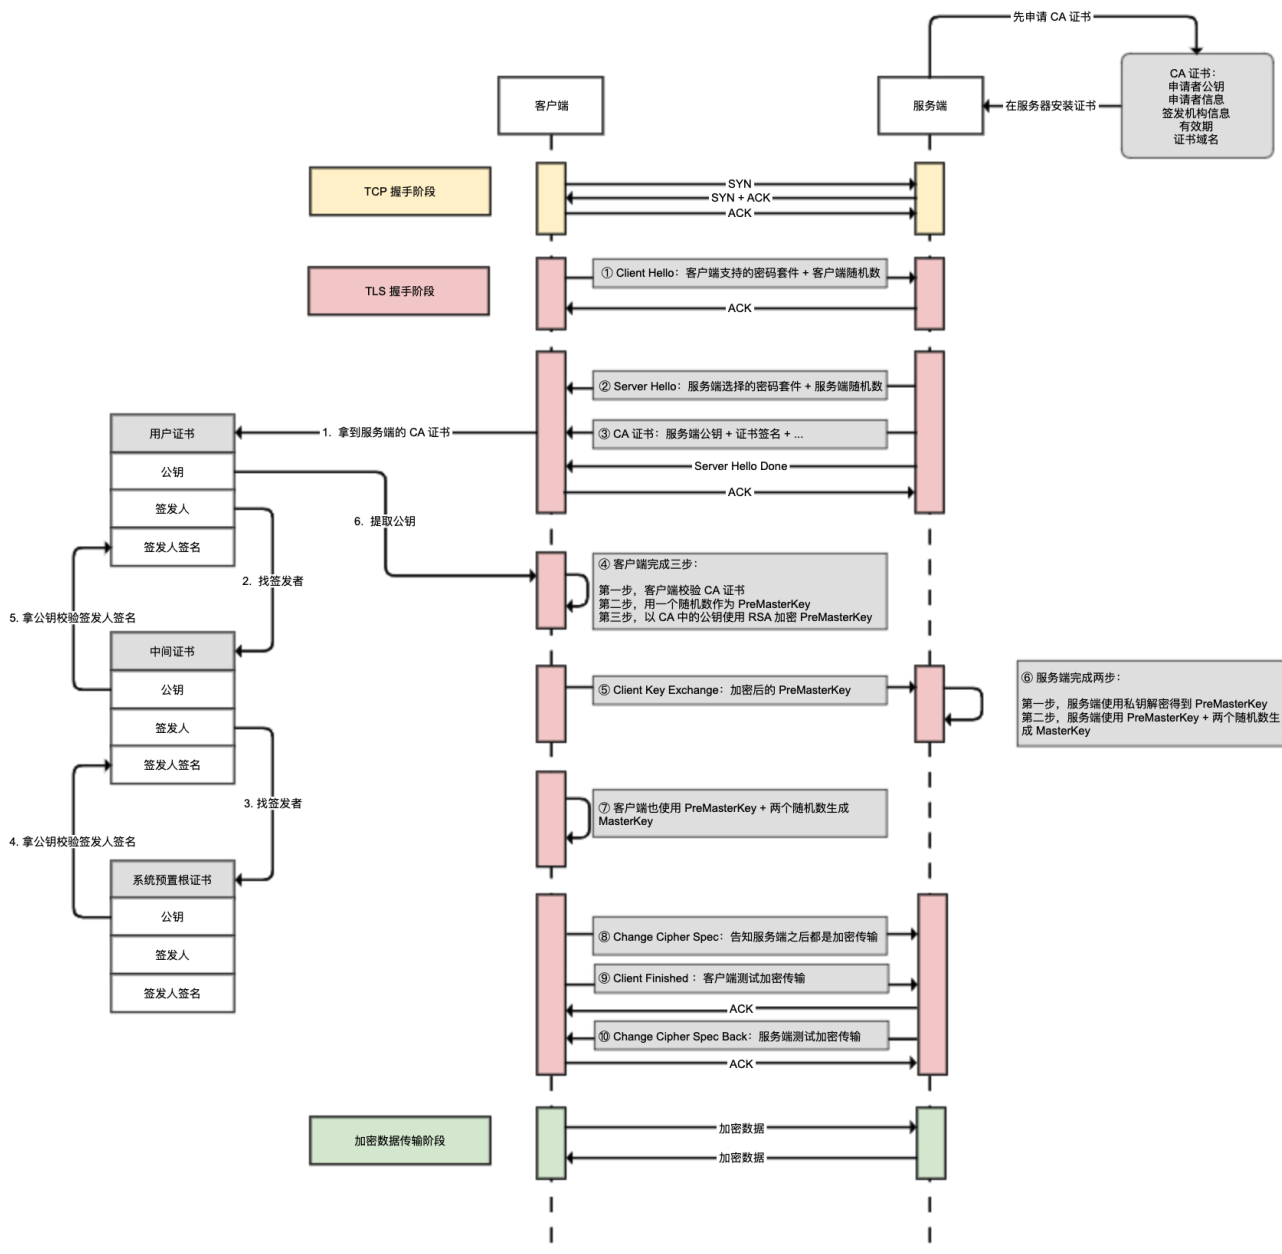 先申请 CA 证书
CA 证书：
申请者公钥
申请者信息
签发机构信息
有效期
证书域名
客户端
服务端
在服务器安装证书
TCP 握手阶段
SYN
SYN + ACK
ACK
TLS 握手阶段
① Client Hello：客户端支持的密码套件 + 客户端随机数
ACK
② Server Hello：服务端选择的密码套件 + 服务端随机数
用户证书
1. 拿到服务端的 CA 证书
③ CA 证书：服务端公钥 + 证书签名 + ...
公钥
Server Hello Done
签发人
ACK
6. 提取公钥
签发人签名
④ 客户端完成三步：
第一步，客户端校验 CA 证书
第二步，用一个随机数作为 PreMasterKey
第三步，以 CA 中的公钥使用 RSA 加密 PreMasterKey
2. 找签发者
5. 拿公钥校验签发人签名
中间证书
公钥
⑤ Client Key Exchange：加密后的 PreMasterKey
⑥ 服务端完成两步：
第一步，服务端使用私钥解密得到 PreMasterKey
第二步，服务端使用 PreMasterKey + 两个随机数生
成 MasterKey
签发人
签发人签名
3. 找签发者
⑦ 客户端也使用 PreMasterKey + 两个随机数生成
MasterKey
4. 拿公钥校验签发人签名
系统预置根证书
公钥
签发人
签发人签名
⑧ Change Cipher Spec：告知服务端之后都是加密传输
⑨ Client Finished ：客户端测试加密传输
ACK
⑩ Change Cipher Spec Back：服务端测试加密传输
ACK
加密数据传输阶段
加密数据
加密数据